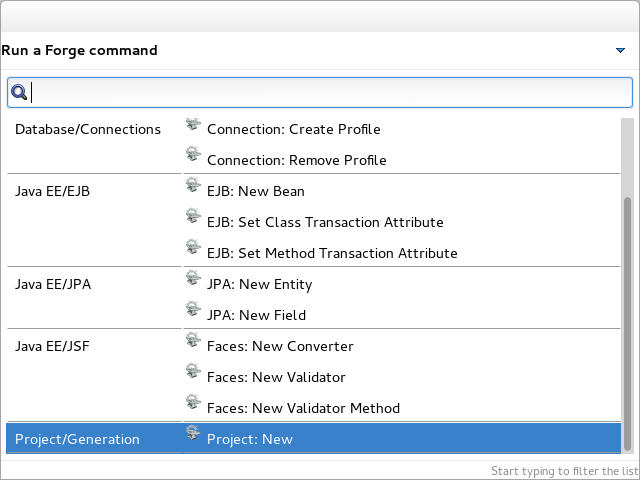 Run a Forge command
Database/Connections Connection: Create Profile
Connection: Remove Profile
Java EE/EJB EJB: New Bean
EJB: Set Class Transaction Attribute
EJB: Set Method Transaction Attribute
Java EE/JPA JPA: New Entity
JPA: New Field
Java EE/JSF Faces: New Converter
Faces: New Validator
Faces: New Validator Method
Project/Generation Project: New
Start typing to filter the list